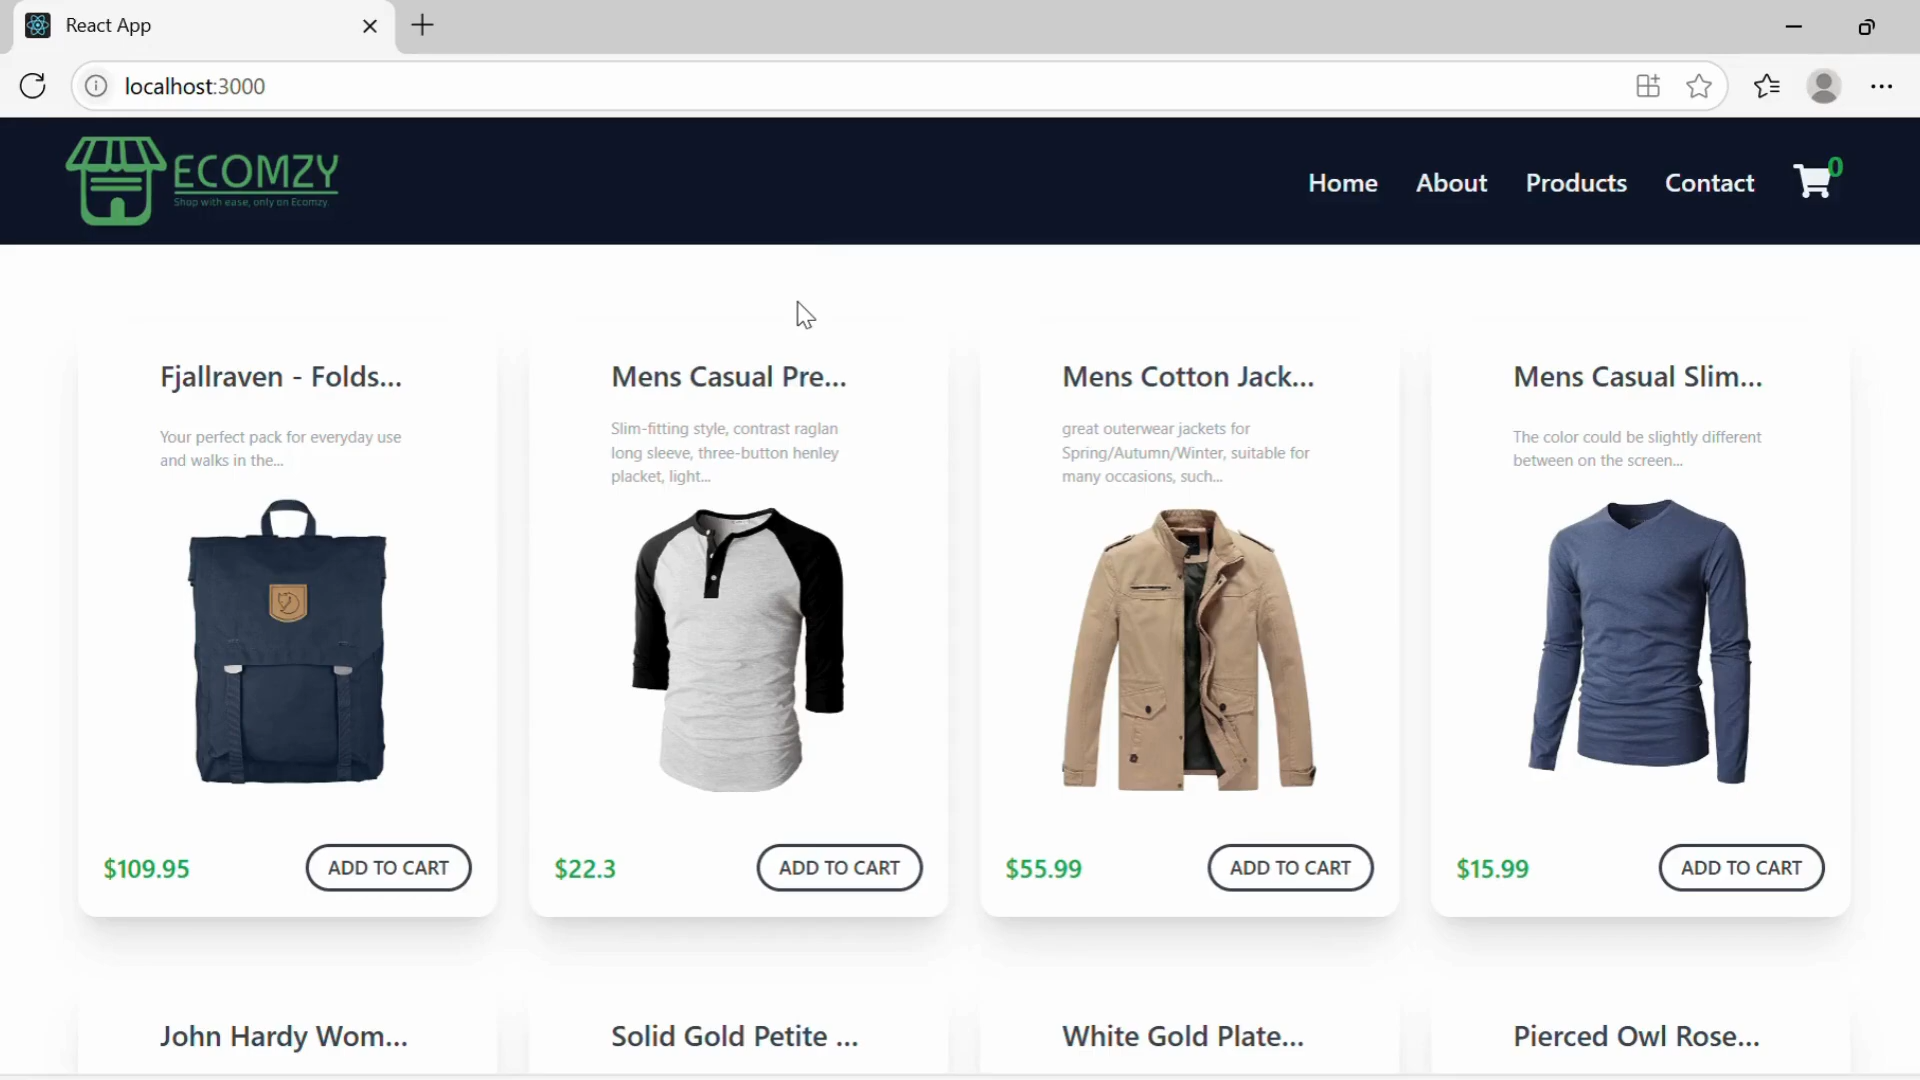 React App
localhost:3000
ECOMZY
Shop with ease, only on Ecomzy.
Home
About
Products
Contact
0
Fjallraven - Folds...
Your perfect pack for everyday use
and walks in the...
$109.95
ADD TO CART
Mens Casual Pre...
Slim-fitting style, contrast raglan
long sleeve, three-button henley
placket, light...
$22.3
ADD TO CART
Mens Cotton Jack...
great outerwear jackets for
Spring/Autumn/Winter, suitable for
many occasions, such...
$55.99
ADD TO CART
Mens Casual Slim...
The color could be slightly different
between on the screen...
$15.99
ADD TO CART
John Hardy Wom...
Solid Gold Petite ...
White Gold Plate...
Pierced Owl Rose...